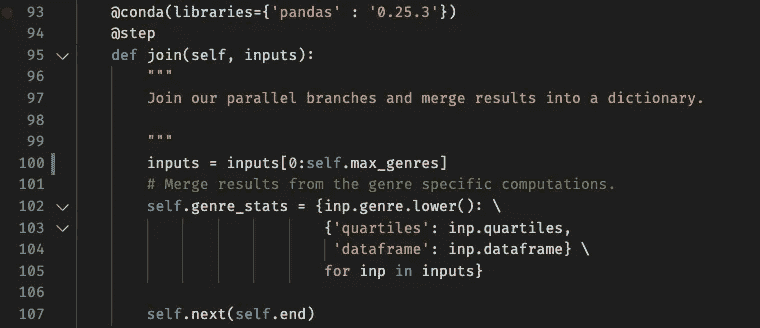 93 @conda(libraries={'pandas' : '0.25.3'})
94 @step
95 def join(self, inputs):
96 """
97 Join our parallel branches and merge results into a dictionary.
98
99 """
100 inputs = inputs[0:self.max_genres]
101 # Merge results from the genre specific computations.
102 self.genre_stats = {inp.genre.lower(): \
103 {'quartiles': inp.quartiles,
104 'dataframe': inp.dataframe} \
105 for inp in inputs}
106
107 self.next(self.end)